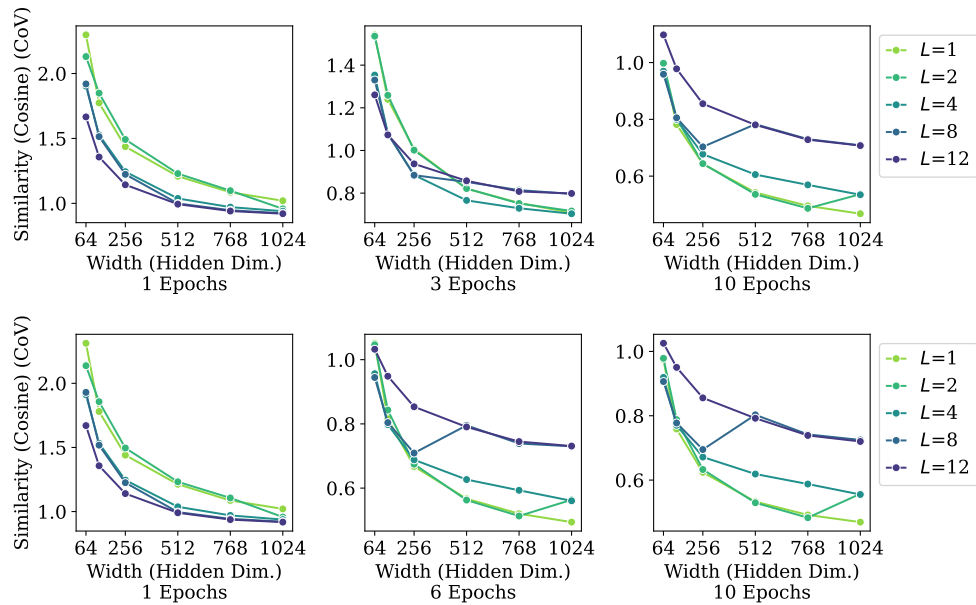 Similarity (Cosine) (CoV)
2.0
1.5
1.0
64 256 512 768 1024
Width (Hidden Dim.)
1 Epochs
1.4
1.2
1.0
0.8
64 256 512 768 1024
Width (Hidden Dim.)
3 Epochs
1.0
0.8
0.6
64 256 512 768 1024
Width (Hidden Dim.)
10 Epochs
L=1
L=2
L=4
L=8
L=12
Similarity (Cosine) (CoV)
2.0
1.5
1.0
64 256 512 768 1024
Width (Hidden Dim.)
1 Epochs
1.0
0.8
0.6
64 256 512 768 1024
Width (Hidden Dim.)
6 Epochs
1.0
0.8
0.6
64 256 512 768 1024
Width (Hidden Dim.)
10 Epochs
L=1
L=2
L=4
L=8
L=12